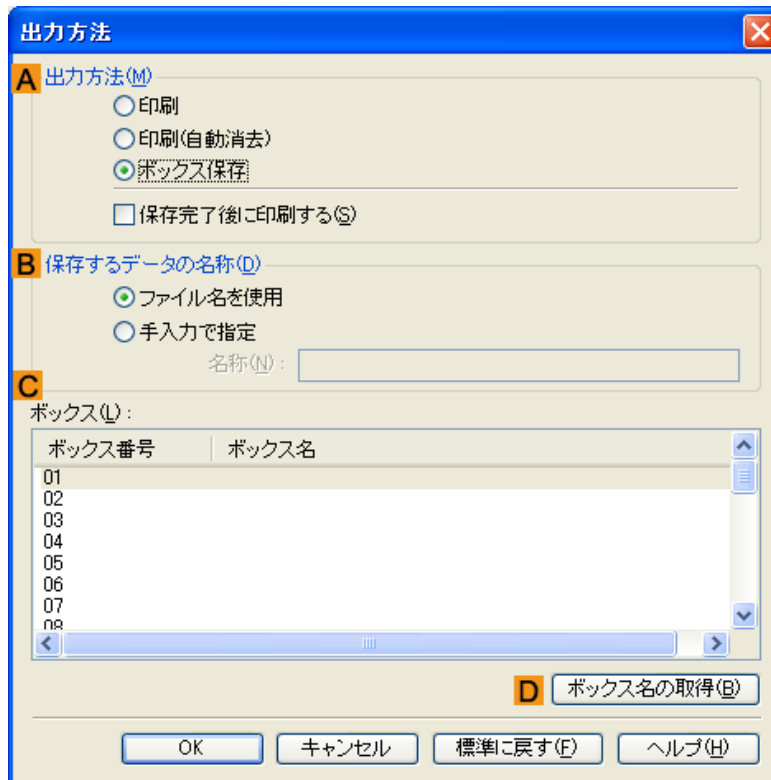 出力方法
A 出力方法(M)
印刷
印刷(自動消去)
ボックス保存
保存完了後に印刷する(S)
B 保存するデータの名称(D)
ファイル名を使用
手入力で指定
名称(N):
C
ボックス(L):
ボックス番号 ボックス名
01
02
03
04
05
06
07
08
D ボックス名の取得(B)
OK キャンセル 標準に戻す(F) ヘルプ(H)